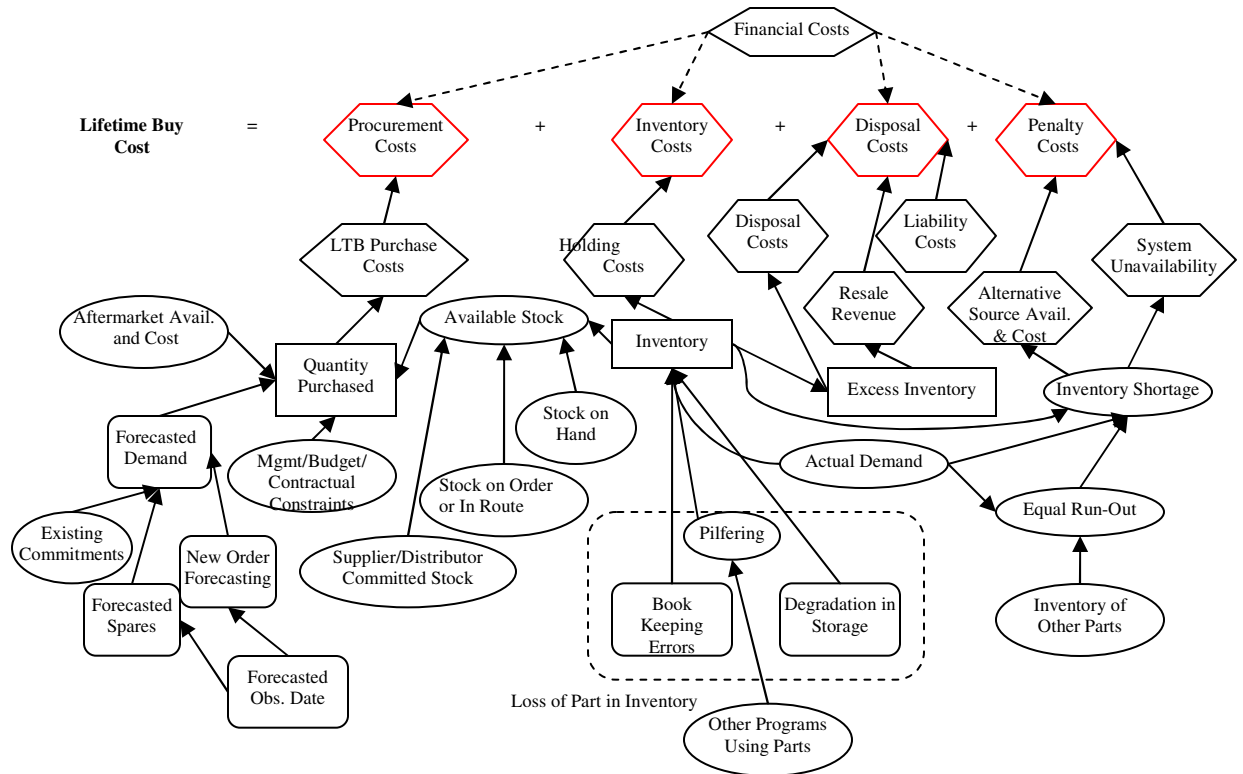 Financial Costs
Lifetime Buy
Cost
=
Procurement
Costs
+
Inventory
Costs
+
Disposal
Costs
+
Penalty
Costs
LTB Purchase
Costs
Holding
Costs
Disposal
Costs
Liability
Costs
System
Unavailability
Resale
Revenue
Alternative
Source Avail.
& Cost
Aftermarket Avail.
and Cost
Available Stock
Inventory
Quantity
Purchased
Excess Inventory
Inventory Shortage
Stock on
Hand
Forecasted
Demand
Mgmt/Budget/
Contractual
Constraints
Stock on Order
or In Route
Actual Demand
Existing
Commitments
Equal Run-Out
Pilfering
New Order
Forecasting
Supplier/Distributor
Committed Stock
Forecasted
Spares
Book
Keeping
Errors
Degradation in
Storage
Inventory of
Other Parts
Forecasted
Obs. Date
Loss of Part in Inventory
Other Programs
Using Parts